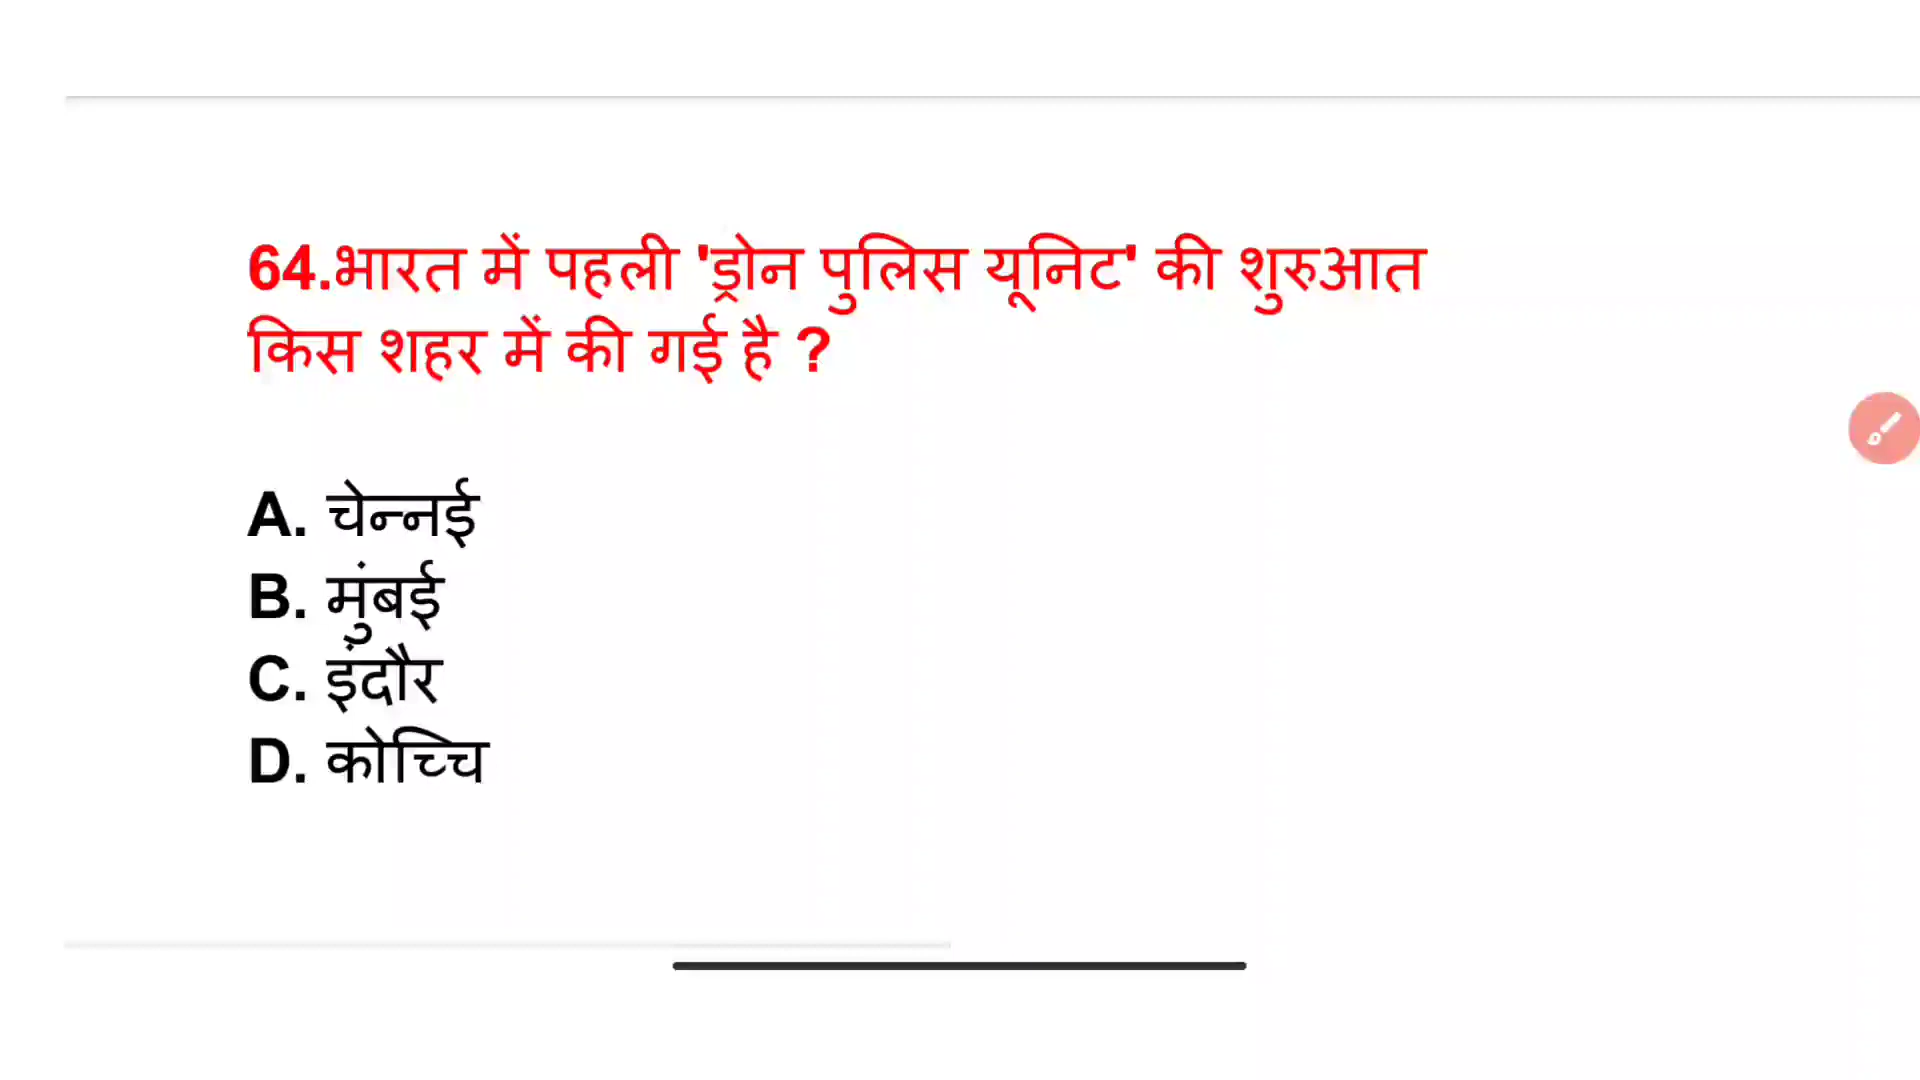 64.भारत में पहली 'ड्रोन पुलिस यूनिट' की शुरुआत
किस शहर में की गई है ?
A. चेन्नई
B. मुंबई
C. इंदौर
D. कोच्चि